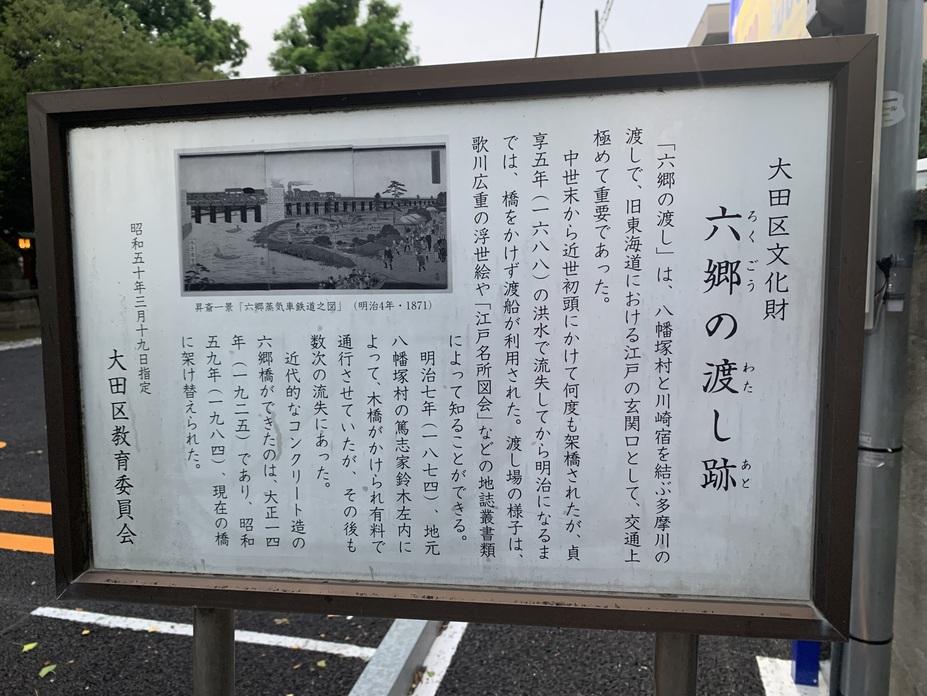 大田区文化財
六郷の渡し跡
ろくごう
わた
あと
「六郷の渡し」は、八幡塚村と川崎宿を結ぶ多摩川の
渡しで、旧東海道における江戸の玄関口として、交通上
極めて重要であった。
中世末から近世初頭にかけて何度も架橋されたが、貞
享五年(一六八八)の洪水で流失してから明治になるま
では、橋をかけず渡船が利用された。渡し場の様子は、
歌川広重の浮世絵や「江戸名所図会」などの地誌叢書類
によって知ることができる。
明治七年(一八七四)、地元
八幡塚村の篤志家鈴木左内に
よって、木橋がかけられ有料で
通行させていたが、その後も
数次の流失にあった。
近代的なコンクリート造の
六郷橋ができたのは、大正一四
年(一九二五)であり、昭和
五九年(一九八四)、現在の橋
に架け替えられた。
昇斎一景「六郷蒸気車鉄道之図」(明治4年・1871)
昭和五十年三月十九日指定
大田区教育委員会